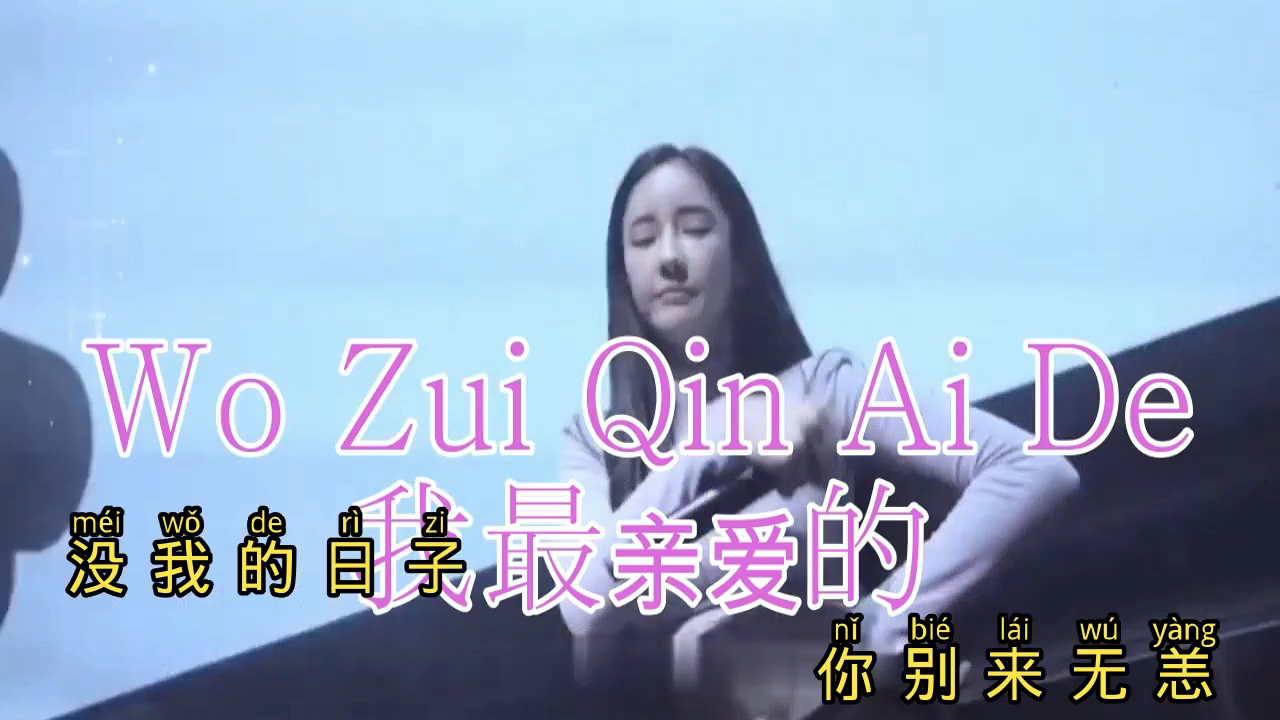 Wo Zui Qin Ai De
我最亲爱的
méi wǒ de rì zi
没我的日子
nǐ bié lái wú yàng
你别来无恙